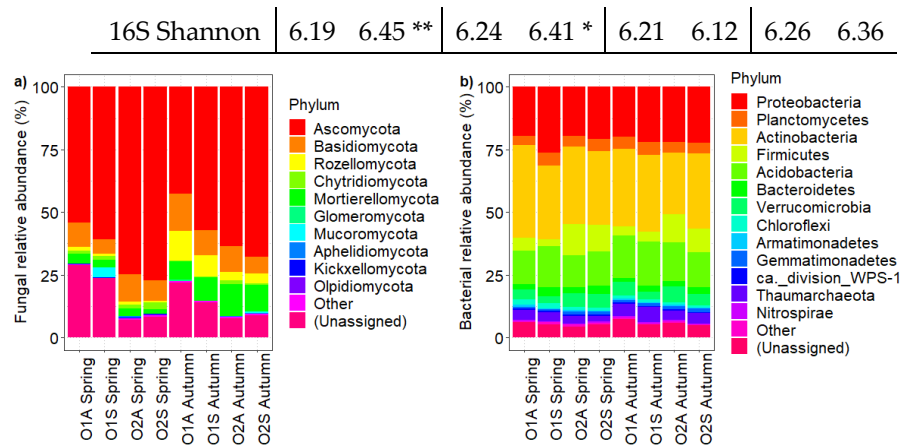 16S Shannon 6.19 6.45 ** 6.24 6.41 * 6.21 6.12 6.26 6.36
a)
Fungal relative abundance (%)
100
75
50
25
0
O1A Spring
O1S Spring
O2A Spring
O2S Spring
O1A Autumn
O1S Autumn
O2A Autumn
O2S Autumn
Phylum
Ascomycota
Basidiomycota
Rozellomycota
Chytridiomycota
Mortierellomycota
Glomeromycota
Mucoromycota
Aphelidiomycota
Kickxellomycota
Olpidiomycota
Other
(Unassigned)
b)
Bacterial relative abundance (%)
100
75
50
25
0
O1A Spring
O1S Spring
O2A Spring
O2S Spring
O1A Autumn
O1S Autumn
O2A Autumn
O2S Autumn
Phylum
Proteobacteria
Planctomycetes
Actinobacteria
Firmicutes
Acidobacteria
Bacteroidetes
Verrucomicrobia
Chloroflexi
Armatimonadetes
Gemmatimonadetes
ca._division_WPS-1
Thaumarchaeota
Nitrospirae
Other
(Unassigned)